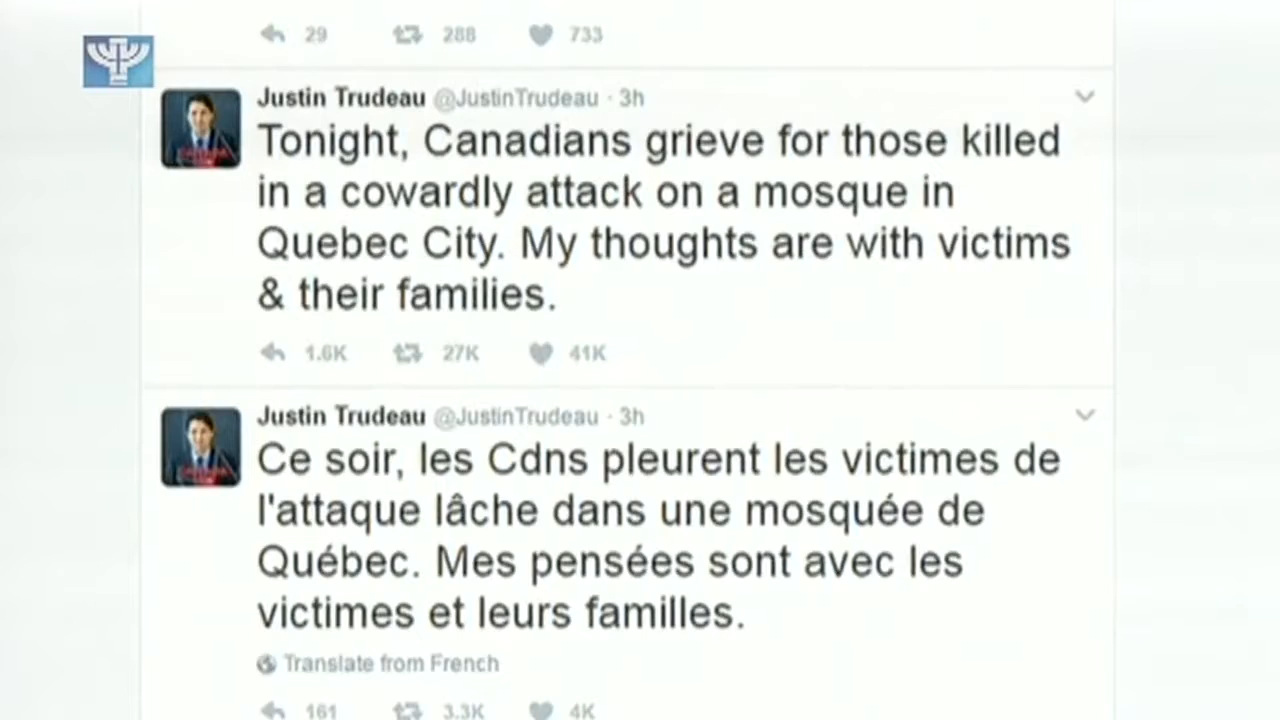 29 288 733
Justin Trudeau @JustinTrudeau · 3h
Tonight, Canadians grieve for those killed
in a cowardly attack on a mosque in
Quebec City. My thoughts are with victims
& their families.
1.6K 27K 41K
Justin Trudeau @JustinTrudeau · 3h
Ce soir, les Cdns pleurent les victimes de
l'attaque lâche dans une mosquée de
Québec. Mes pensées sont avec les
victimes et leurs familles.
Translate from French
161 3.3K 4K